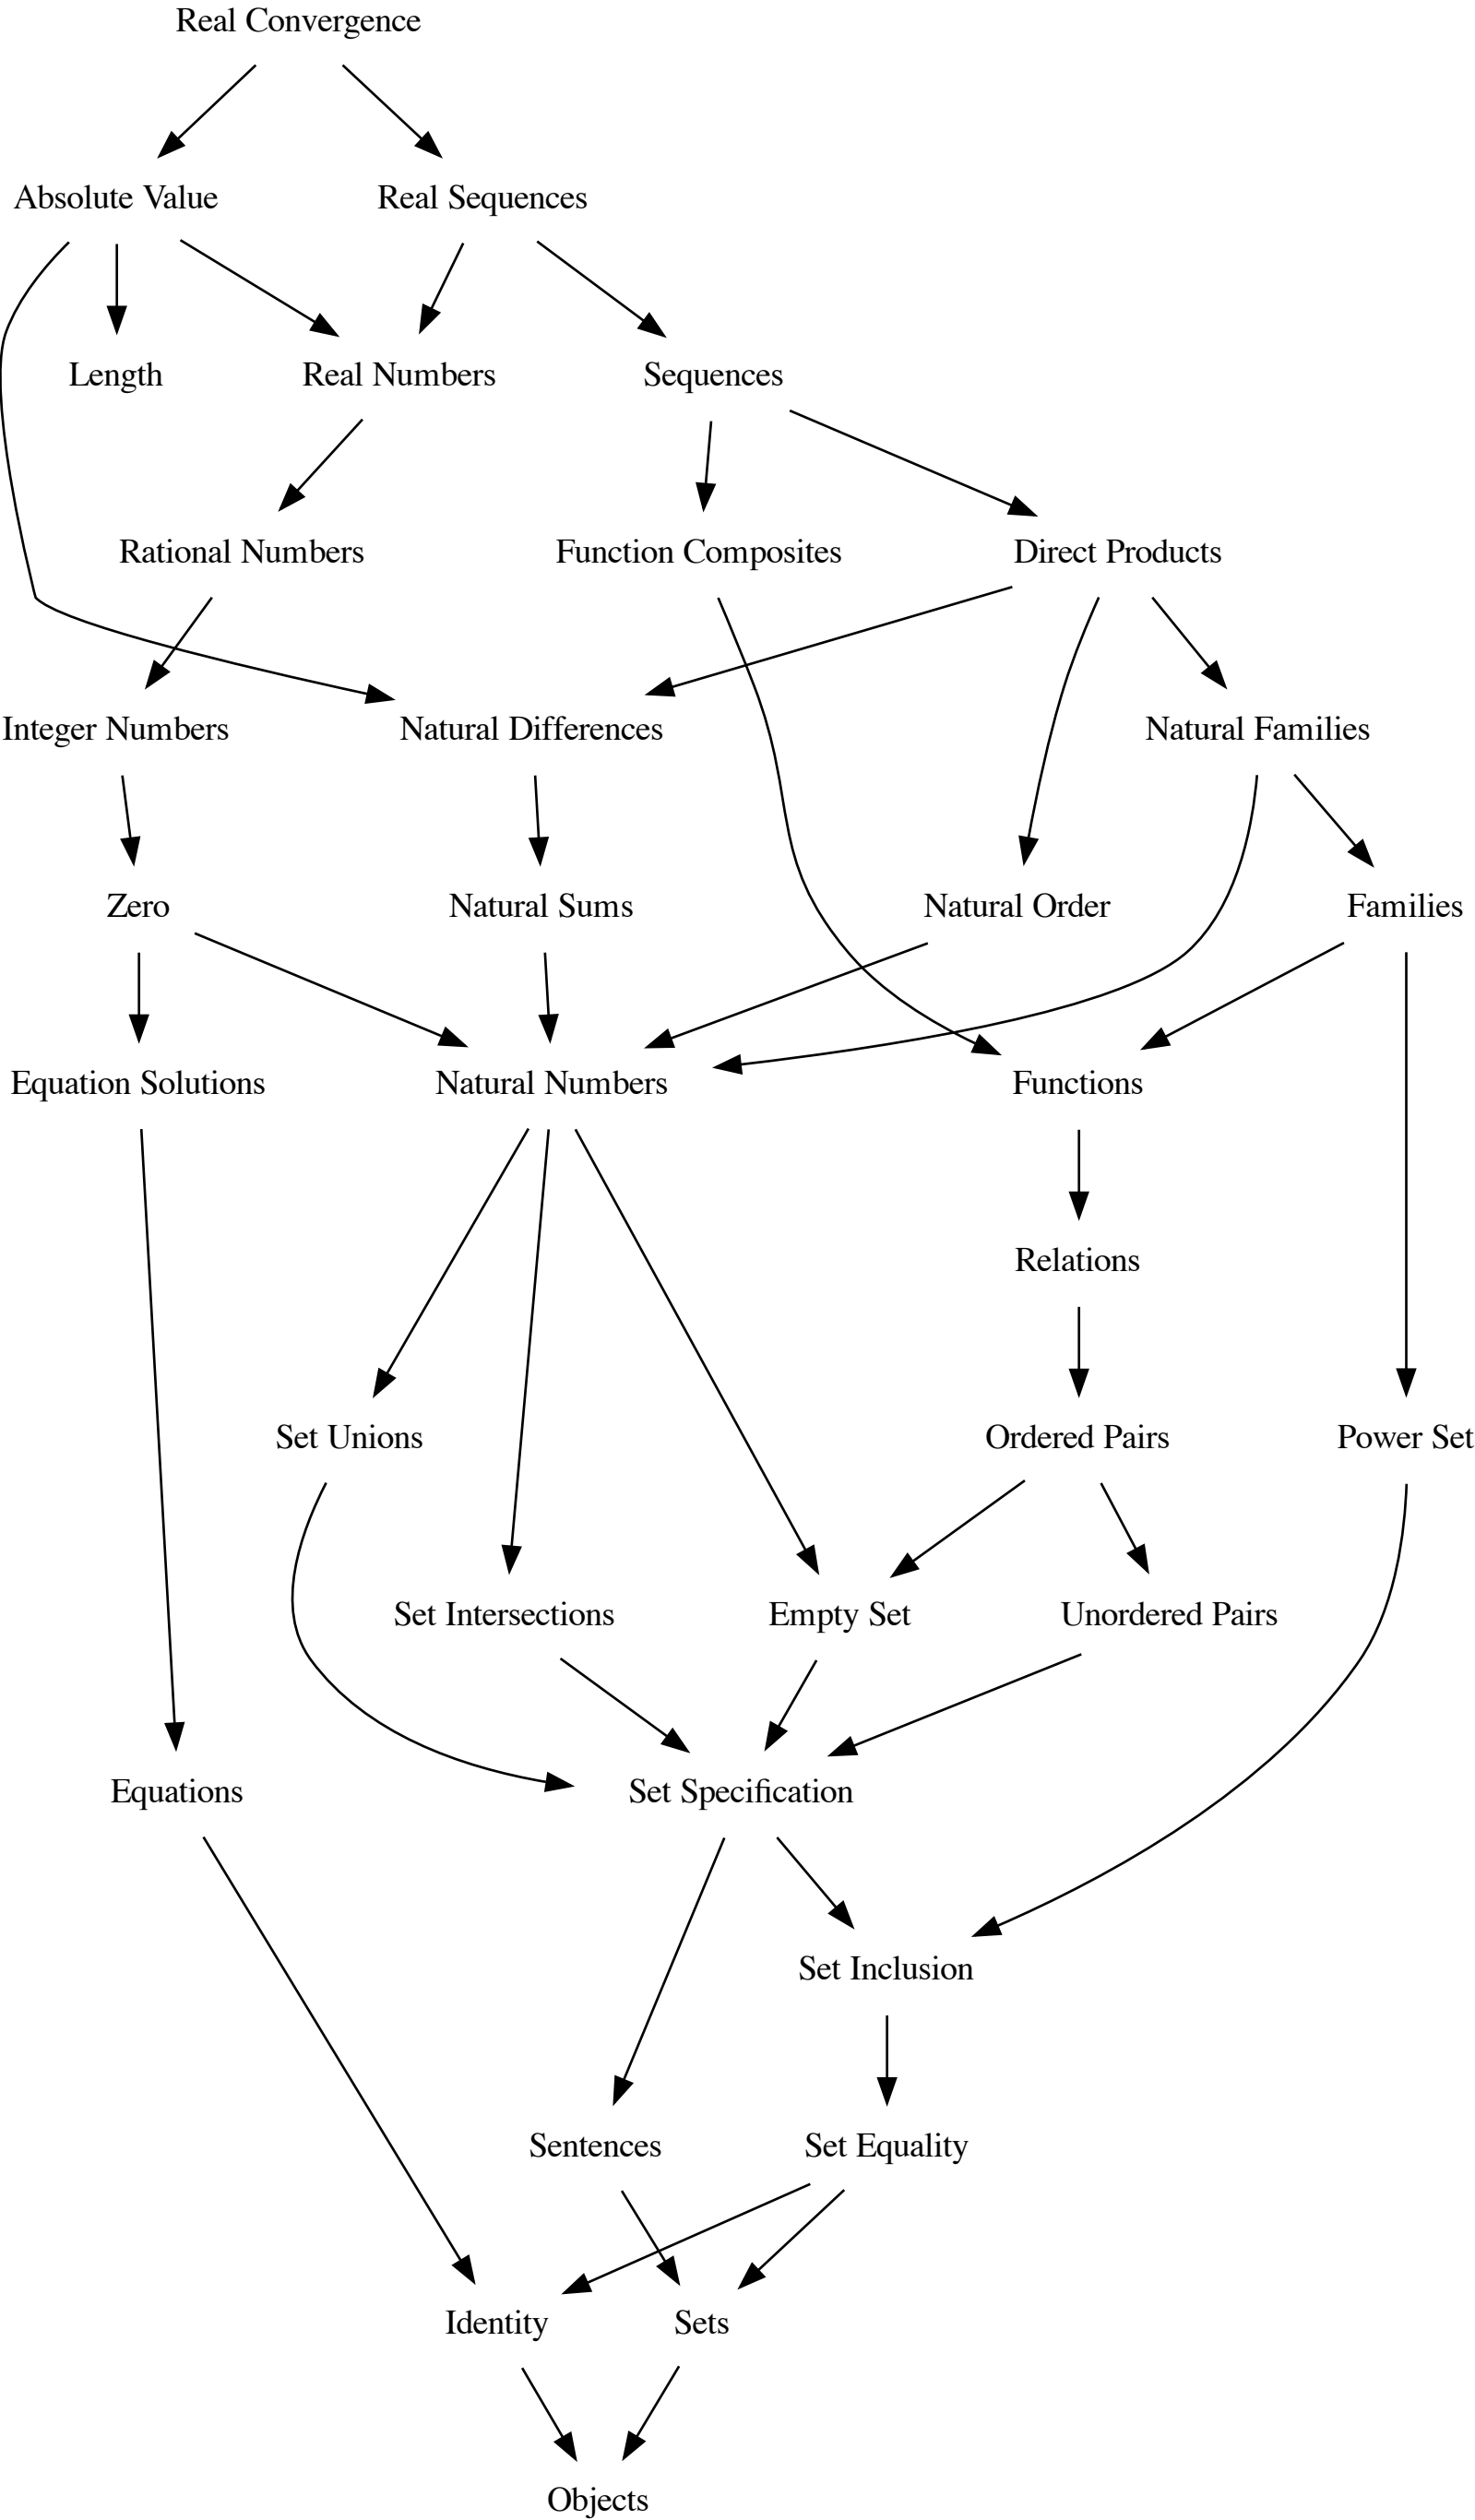 Real Convergence
Absolute Value
Real Sequences
Length
Real Numbers
Sequences
Rational Numbers
Function Composites
Direct Products
Integer Numbers
Natural Differences
Natural Families
Zero
Natural Sums
Natural Order
Families
Equation Solutions
Natural Numbers
Functions
Relations
Set Unions
Ordered Pairs
Power Set
Set Intersections
Empty Set
Unordered Pairs
Equations
Set Specification
Set Inclusion
Sentences
Set Equality
Identity
Sets
Objects